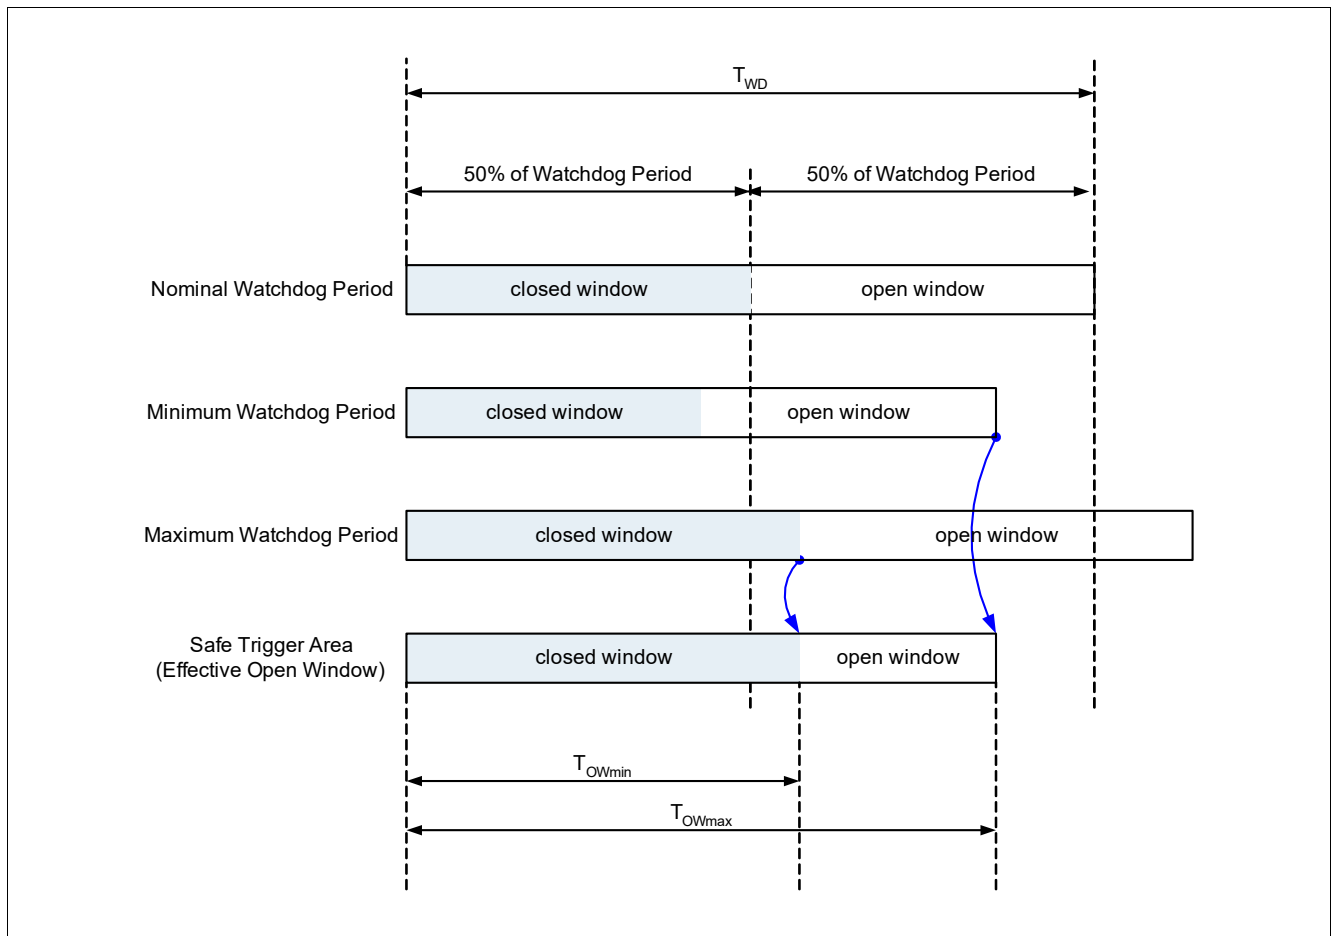 TWD
50% of Watchdog Period
50% of Watchdog Period
Nominal Watchdog Period
closed window
open window
Minimum Watchdog Period
closed window
open window
Maximum Watchdog Period
closed window
open window
Safe Trigger Area
(Effective Open Window)
closed window
open window
TOWmin
TOWmax